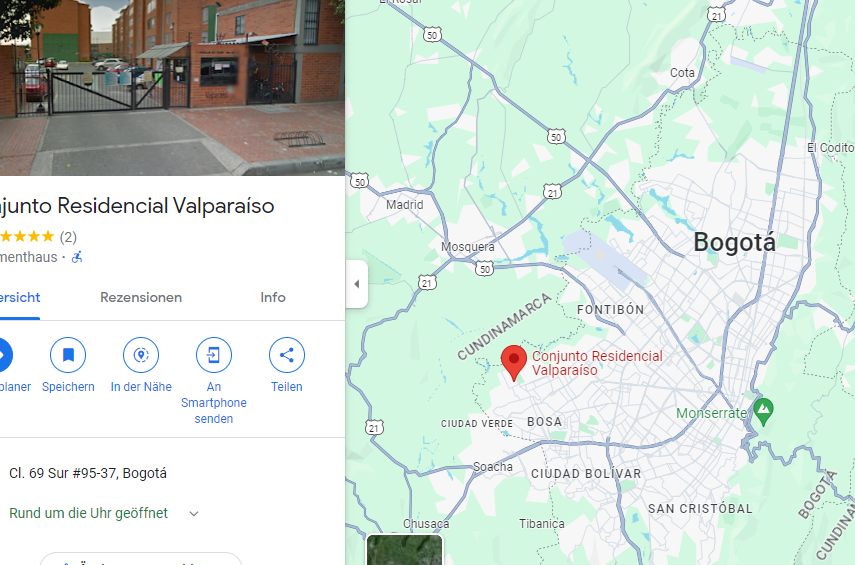 njunto Residencial Valparaíso
(2)
menthaus ·
ersicht Rezensionen Info
planer Speichern In der Nähe An Smartphone senden Teilen
Cl. 69 Sur #95-37, Bogotá
Rund um die Uhr geöffnet
21
50
Cota
50
El Codito
50
21
Madrid
Mosquera
Bogotá
50
21
FONTIBÓN
CUNDINAMARCA
Conjunto Residencial
Valparaíso
Monserrate
CIUDAD VERDE
BOSA
21
Soacha
CIUDAD BOLÍVAR
BOGOTÁ
SAN CRISTÓBAL
Chusaca
Tibanica
CUNDINAM